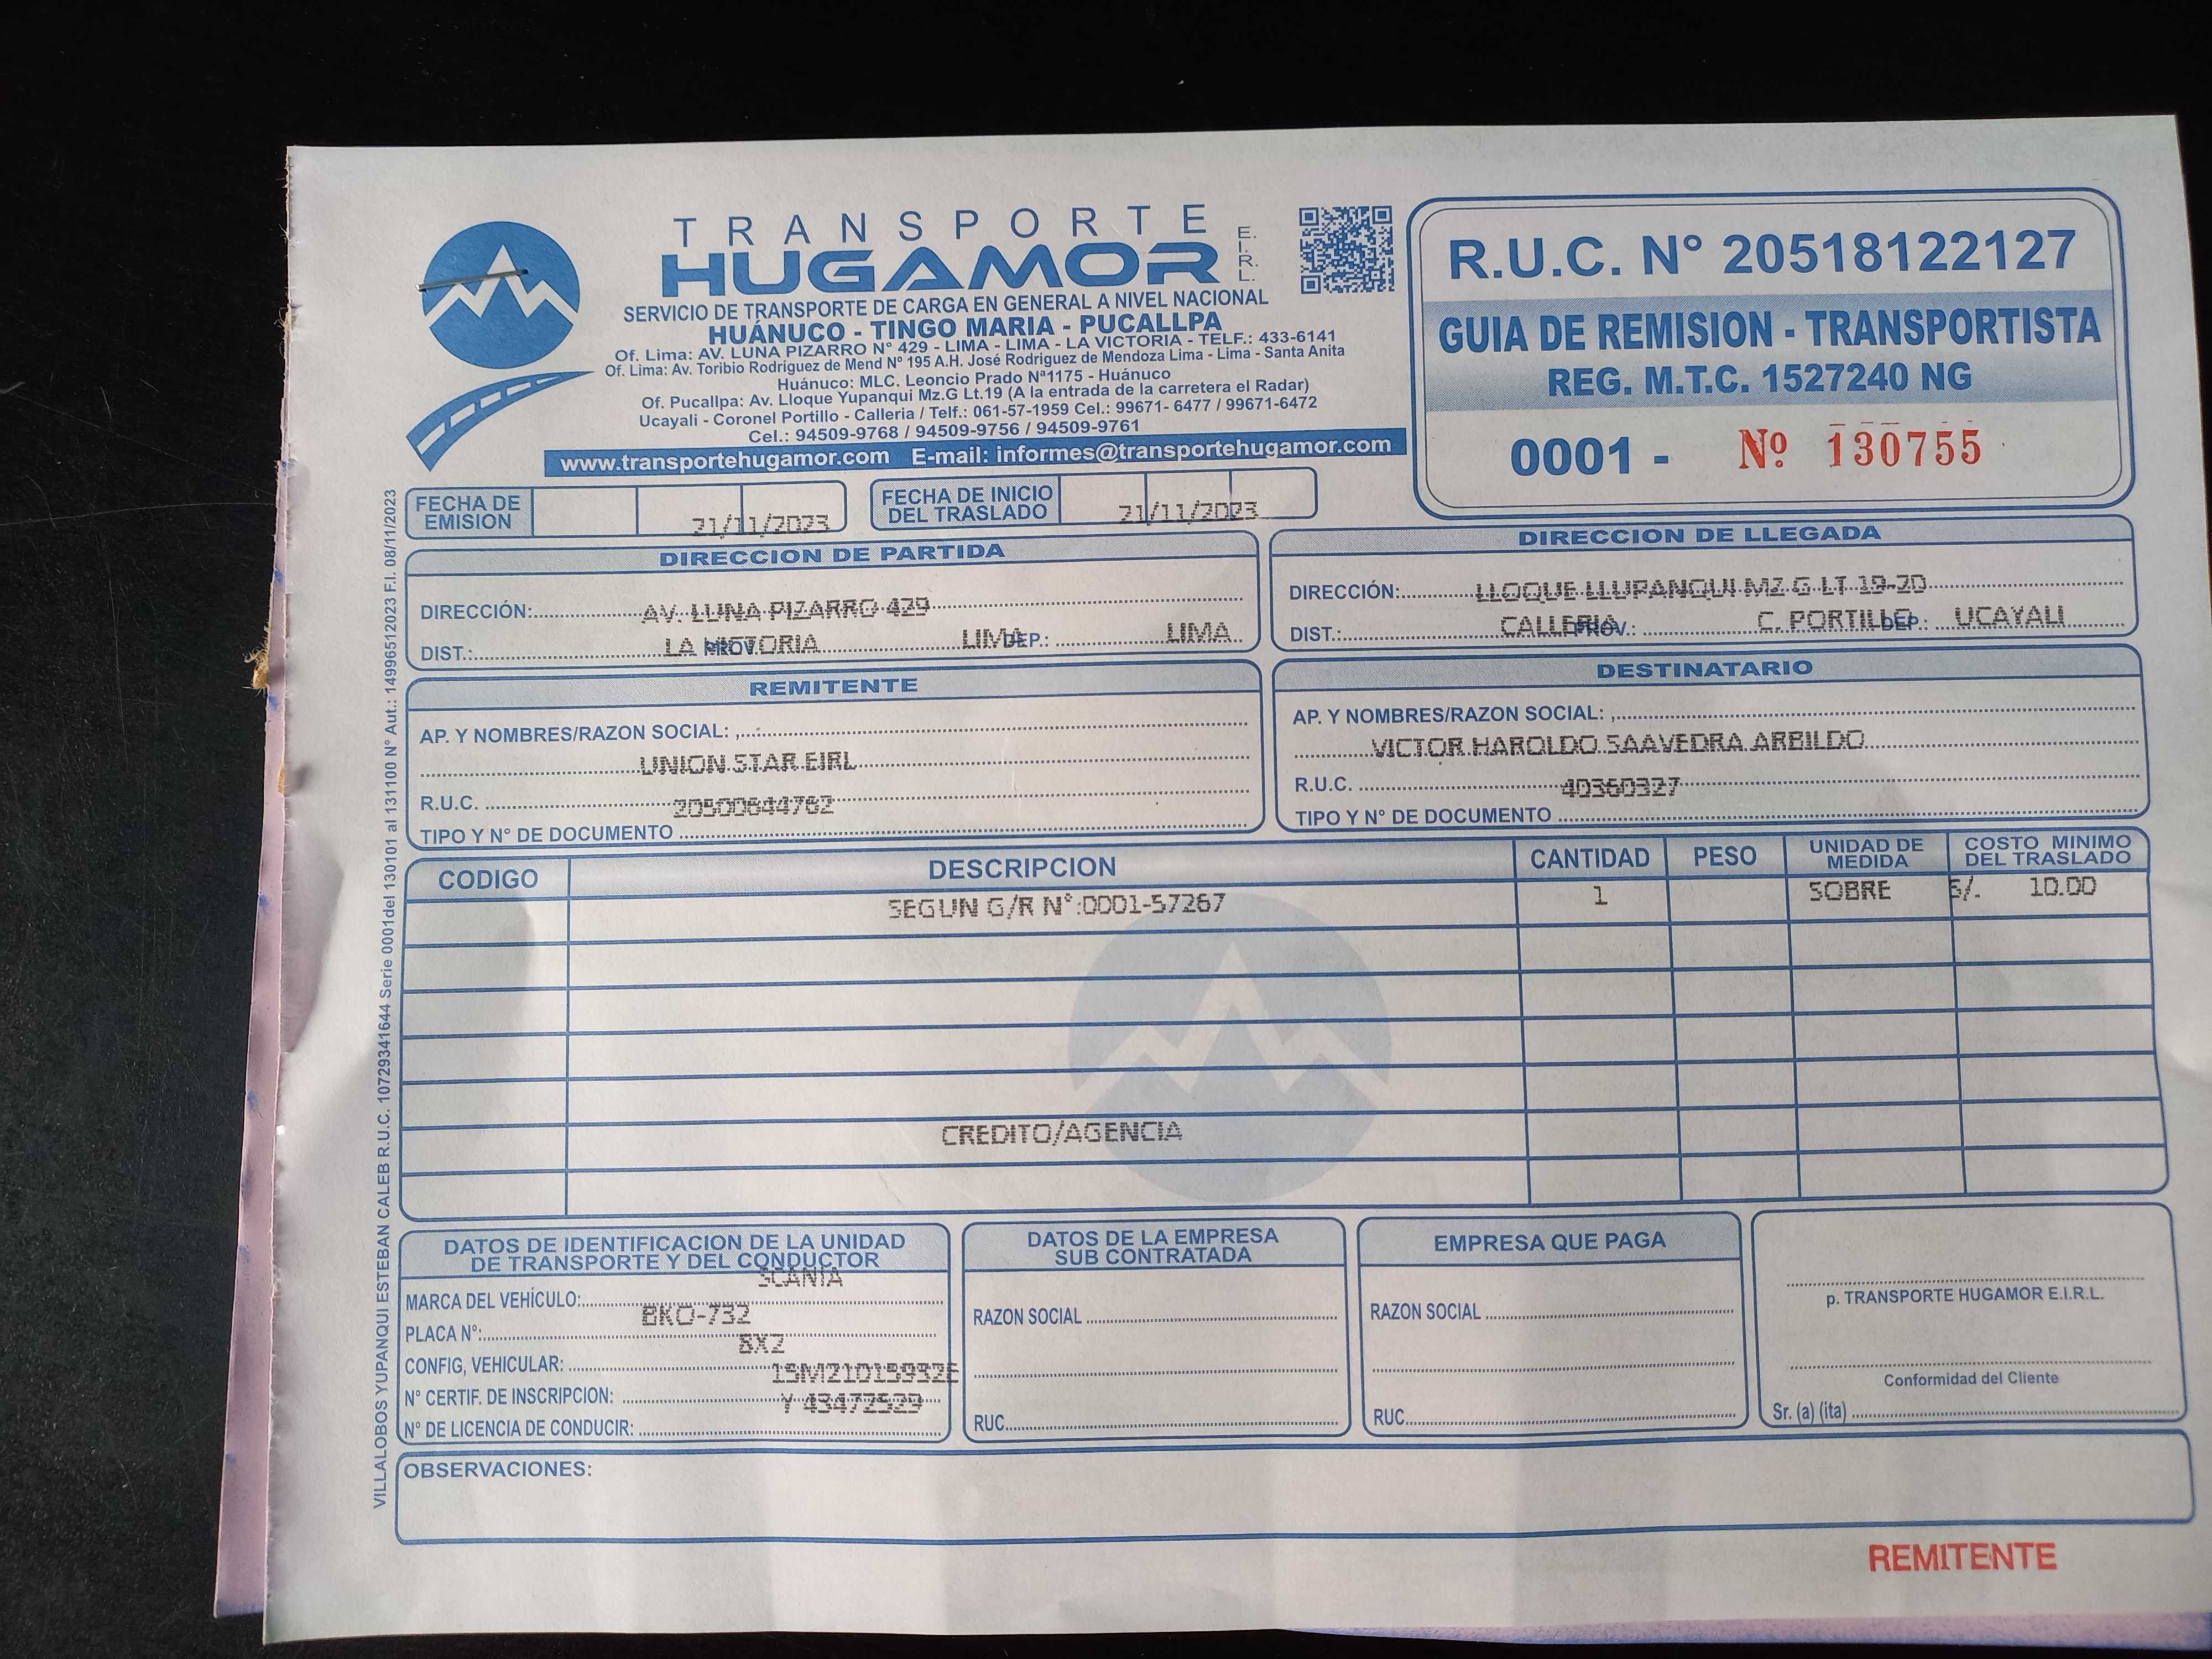 TRANSPORTE
HUGAMOR E.I.R.L.
SERVICIO DE TRANSPORTE DE CARGA EN GENERAL A NIVEL NACIONAL
HUÁNUCO - TINGO MARIA - PUCALLPA
Of. Lima: AV. LUNA PIZARRO N° 429 - LIMA - LIMA - LA VICTORIA - TELF.: 433-6141
Of. Lima: Av. Toribio Rodriguez de Mend Nº 195 A.H. José Rodriguez de Mendoza Lima - Lima - Santa Anita
Huánuco: MLC. Leoncio Prado Nª1175 - Huánuco
Of. Pucallpa: Av. Lloque Yupanqui Mz.G Lt.19 (A la entrada de la carretera el Radar)
Ucayali - Coronel Portillo - Calleria / Telf.: 061-57-1959 Cel.: 99671- 6477 / 99671-6472
Cel.: 94509-9768 / 94509-9756 / 94509-9761
www.transportehugamor.com E-mail: informes@transportehugamor.com
R.U.C. N° 20518122127
GUIA DE REMISION - TRANSPORTISTA
REG. M.T.C. 1527240 NG
0001 - Nº 130755
FECHA DE EMISION 21/11/2023
FECHA DE INICIO DEL TRASLADO 21/11/2023
DIRECCION DE PARTIDA
DIRECCIÓN: AV. LUNA PIZARRO 429
DIST.: LA VICTORIA PROV. LIMA DEP.: LIMA
DIRECCION DE LLEGADA
DIRECCIÓN: LLOQUE LLUPANQUI MZ G LT 19-20
DIST.: CALLERIA PROV.: C. PORTILLO DEP.: UCAYALI
REMITENTE
AP. Y NOMBRES/RAZON SOCIAL:
UNION STAR EIRL
R.U.C. 20500644762
TIPO Y N° DE DOCUMENTO
DESTINATARIO
AP. Y NOMBRES/RAZON SOCIAL:
VICTOR HAROLDO SAAVEDRA ARBILDO
R.U.C. 40360327
TIPO Y N° DE DOCUMENTO
CODIGO DESCRIPCION CANTIDAD PESO UNIDAD DE MEDIDA COSTO MINIMO DEL TRASLADO
SEGUN G/R N°:0001-57267 1 SOBRE S/. 10.00
CREDITO/AGENCIA
DATOS DE IDENTIFICACION DE LA UNIDAD
DE TRANSPORTE Y DEL CONDUCTOR
MARCA DEL VEHÍCULO: SCANIA
PLACA N°: BKO-732
CONFIG, VEHICULAR: 8X2
N° CERTIF. DE INSCRIPCION: 15M21015932E
N° DE LICENCIA DE CONDUCIR: Y 43472523
DATOS DE LA EMPRESA
SUB CONTRATADA
RAZON SOCIAL
RUC
EMPRESA QUE PAGA
RAZON SOCIAL
RUC
p. TRANSPORTE HUGAMOR E.I.R.L.
Conformidad del Cliente
Sr. (a) (ita)
OBSERVACIONES:
REMITENTE
VILLALOBOS YUPANQUI ESTEBAN CALEB R.U.C. 10729341644 Serie 0001del 130101 al 131100 N° Aut.: 14996512023 F.I. 08/11/2023